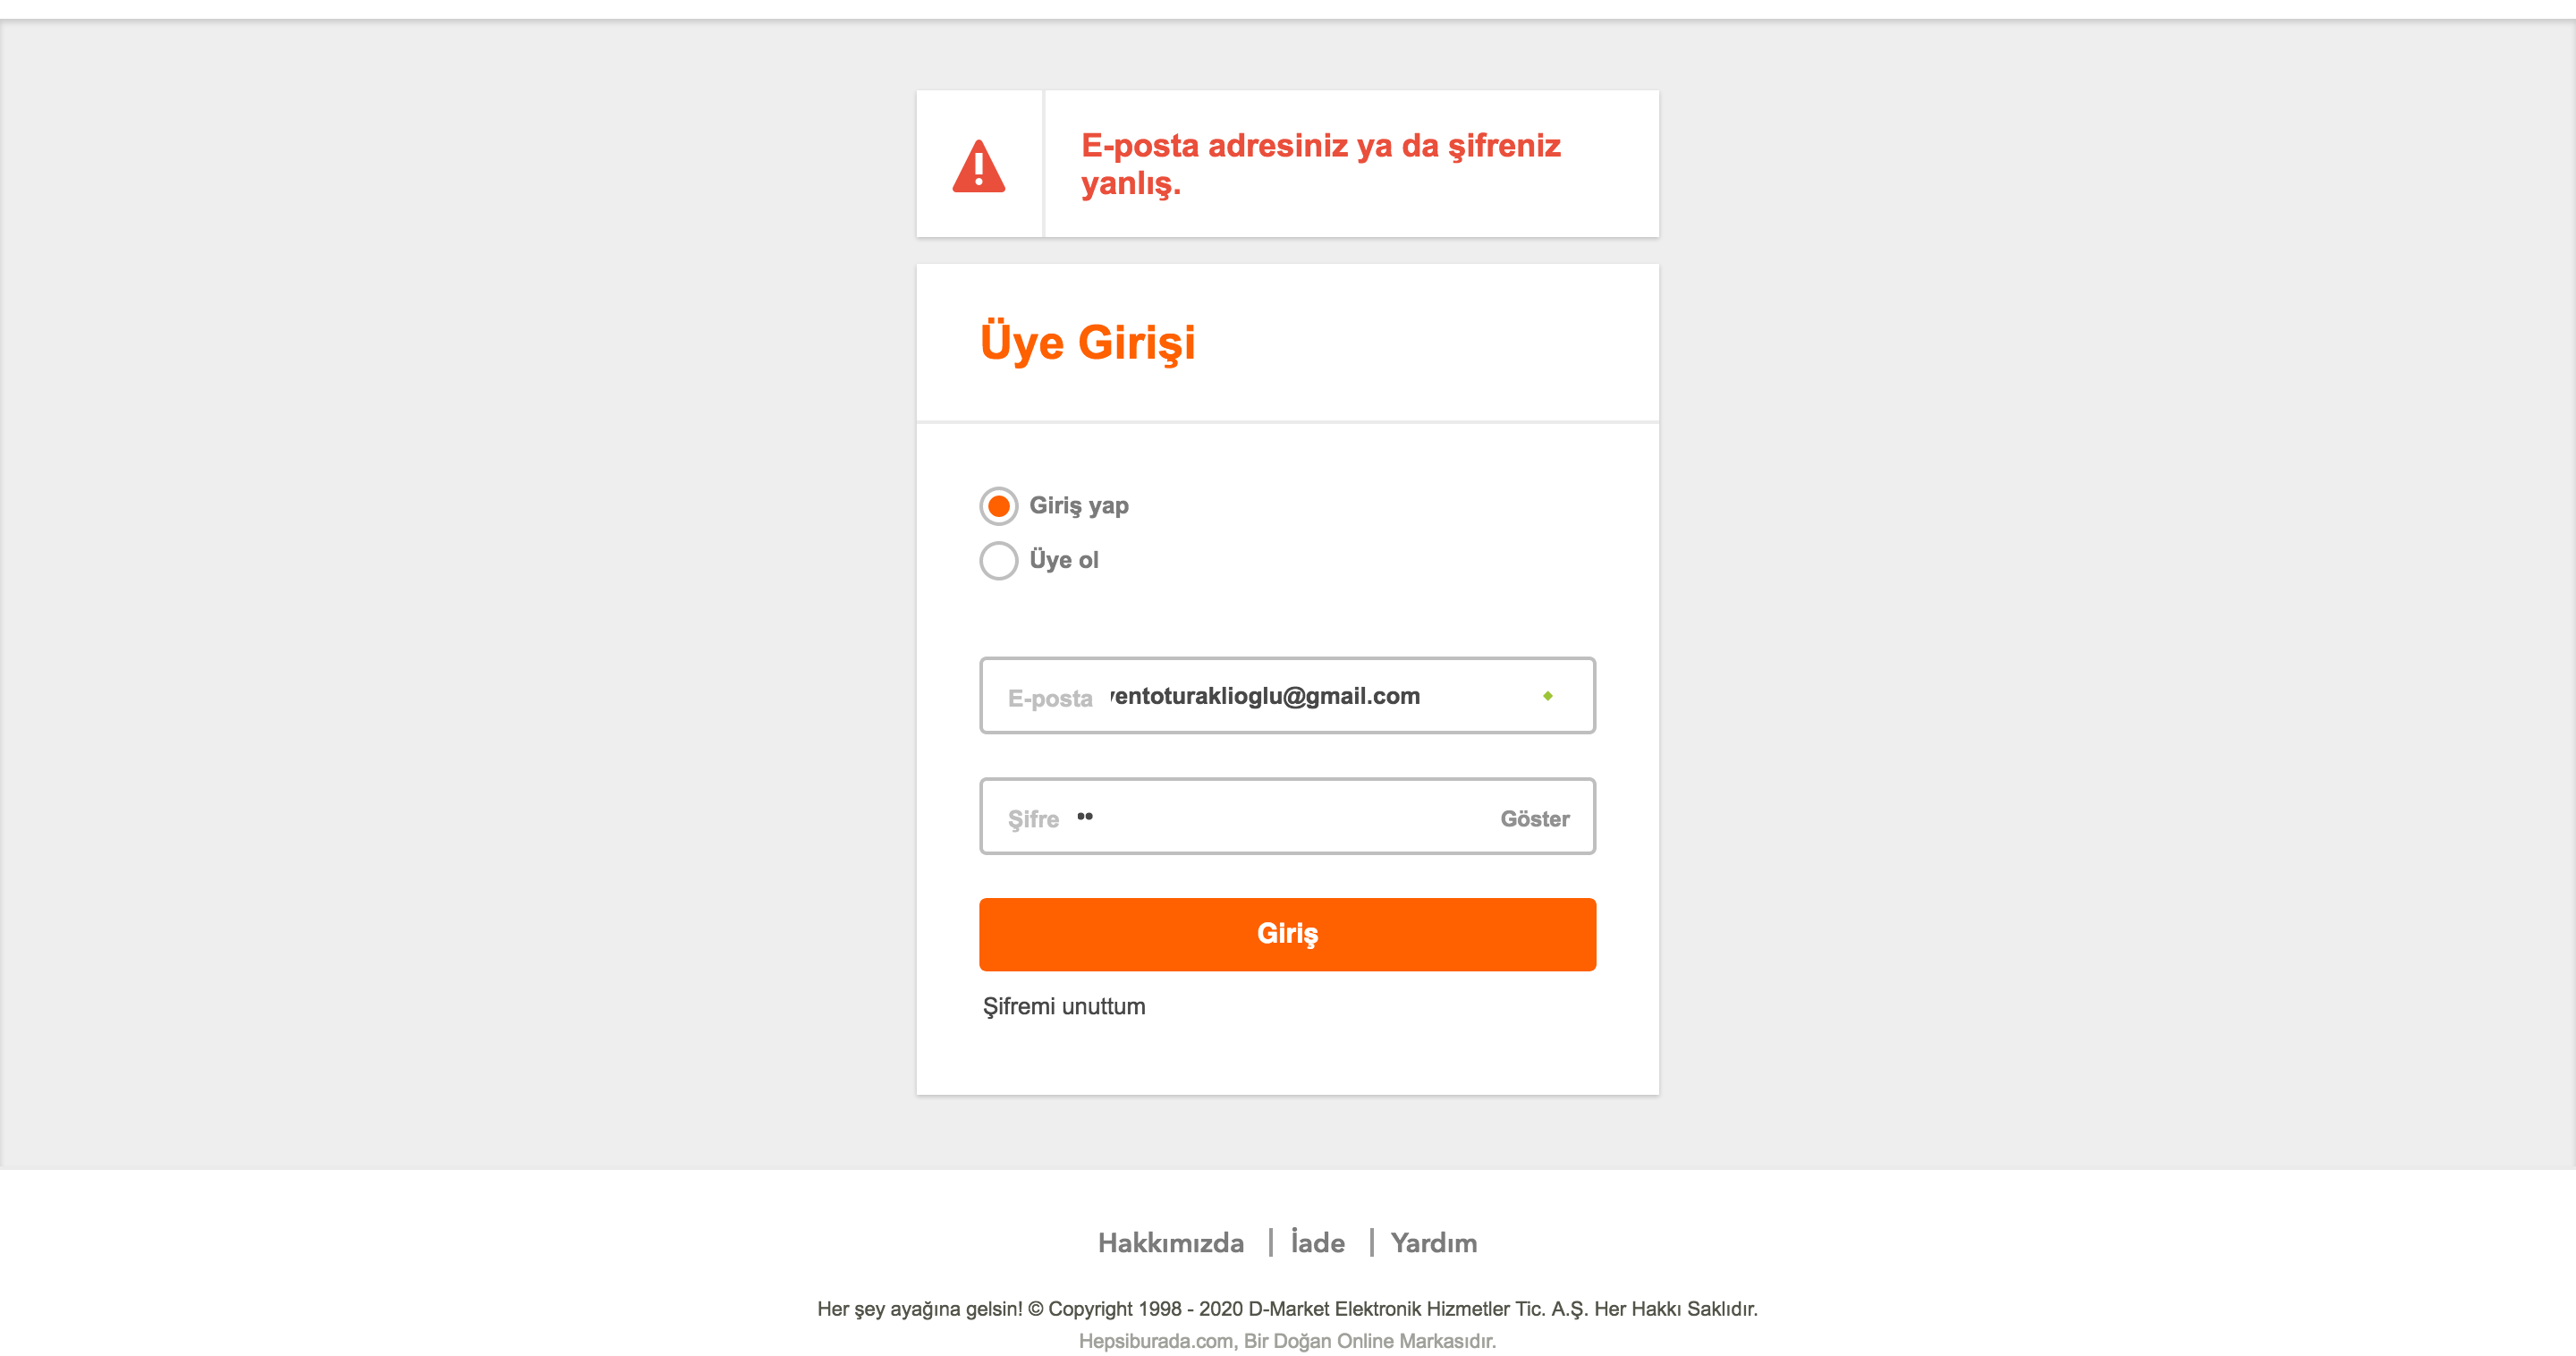 E-posta adresiniz ya da şifreniz
yanlış.
Üye Girişi
Giriş yap
Üye ol
E-posta ventoturaklioglu@gmail.com
Şifre •• Göster
Giriş
Şifremi unuttum
Hakkımızda | İade | Yardım
Her şey ayağına gelsin! © Copyright 1998 - 2020 D-Market Elektronik Hizmetler Tic. A.Ş. Her Hakkı Saklıdır.
Hepsiburada.com, Bir Doğan Online Markasıdır.